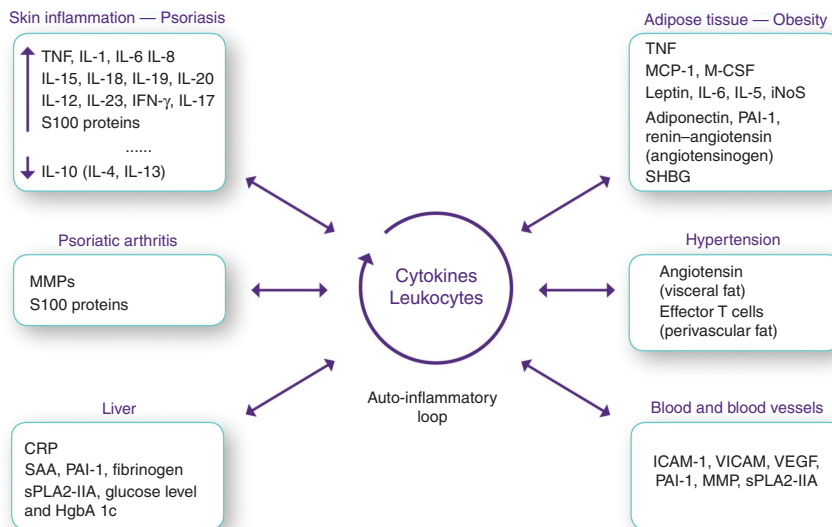 Skin inflammation — Psoriasis
TNF, IL-1, IL-6 IL-8
IL-15, IL-18, IL-19, IL-20
IL-12, IL-23, IFN-γ, IL-17
S100 proteins
......
IL-10 (IL-4, IL-13)
Psoriatic arthritis
MMPs
S100 proteins
Liver
CRP
SAA, PAI-1, fibrinogen
sPLA2-IIA, glucose level
and HgbA 1c
Cytokines
Leukocytes
Auto-inflammatory
loop
Adipose tissue — Obesity
TNF
MCP-1, M-CSF
Leptin, IL-6, IL-5, iNoS
Adiponectin, PAI-1,
renin–angiotensin
(angiotensinogen)
SHBG
Hypertension
Angiotensin
(visceral fat)
Effector T cells
(perivascular fat)
Blood and blood vessels
ICAM-1, VICAM, VEGF,
PAI-1, MMP, sPLA2-IIA